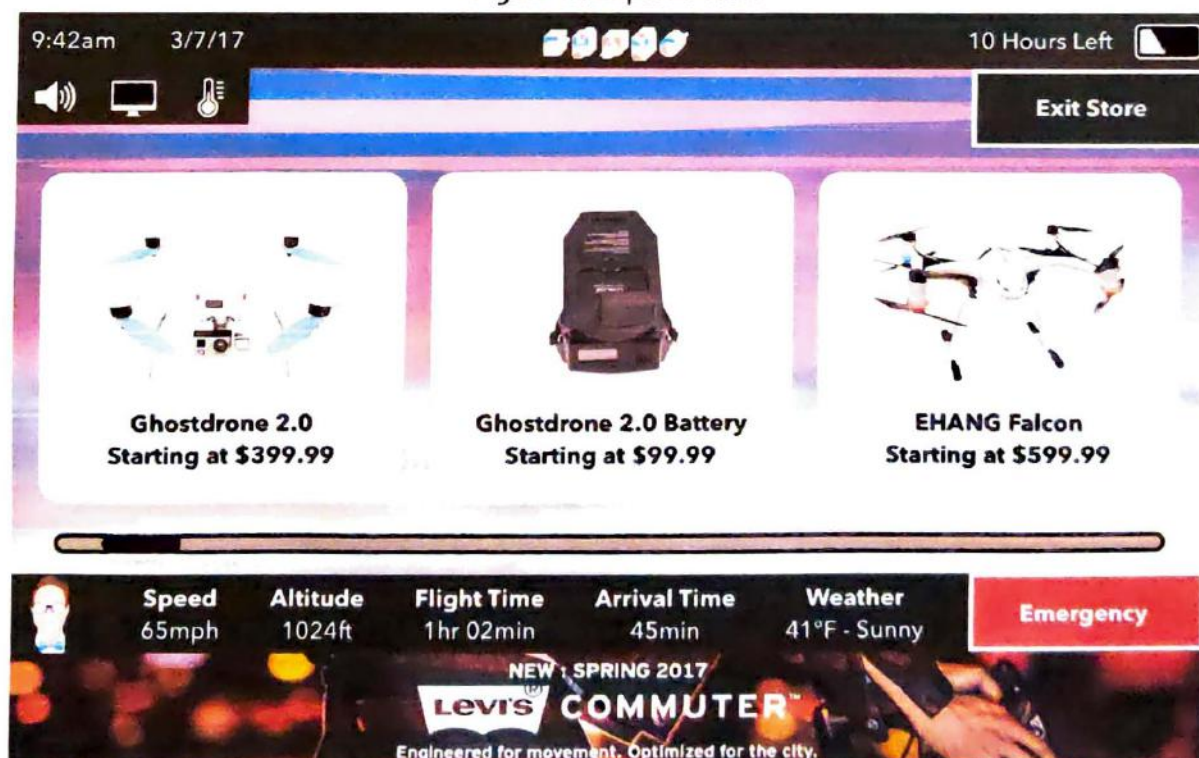 9:42am 3/7/17 10 Hours Left
Exit Store
Ghostdrone 2.0
Starting at $399.99
Ghostdrone 2.0 Battery
Starting at $99.99
EHANG Falcon
Starting at $599.99
Speed
65mph
Altitude
1024ft
Flight Time
1hr 02min
Arrival Time
45min
Weather
41°F - Sunny
Emergency
NEW : SPRING 2017
LEVI'S® COMMUTER™
Engineered for movement. Optimized for the city.